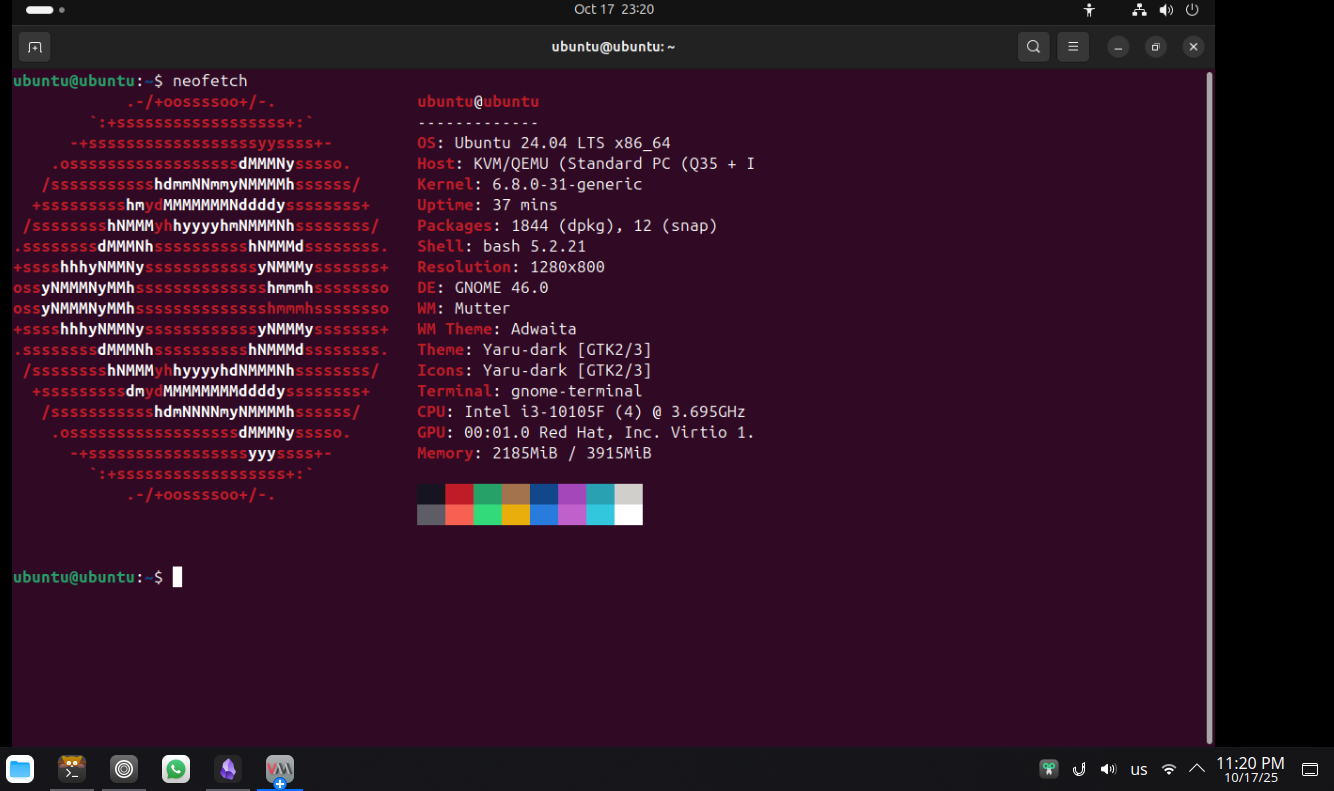 Oct 17 23:20
ubuntu@ubuntu: ~
ubuntu@ubuntu:~$ neofetch
            .-/+oossssoo+/-.               ubuntu@ubuntu
        `:+ssssssssssssssssss+:`           -------------
      -+ssssssssssssssssssyyssss+-         OS: Ubuntu 24.04 LTS x86_64
    .ossssssssssssssssssdMMMNysssso.       Host: KVM/QEMU (Standard PC (Q35 + I
   /ssssssssssshdmmNNmmyNMMMMhssssss/      Kernel: 6.8.0-31-generic
  +ssssssssshmydMMMMMMMNddddyssssssss+     Uptime: 37 mins
 /sssssssshNMMMyhhyyyyhmNMMMNhssssssss/    Packages: 1844 (dpkg), 12 (snap)
.ssssssssdMMMNhsssssssssshNMMMdssssssss.   Shell: bash 5.2.21
+sssshhhyNMMNyssssssssssssyNMMMysssssss+   Resolution: 1280x800
ossyNMMMNyMMhsssssssssssssshmmmhssssssso   DE: GNOME 46.0
ossyNMMMNyMMhsssssssssssssshmmmhssssssso   WM: Mutter
+sssshhhyNMMNyssssssssssssyNMMMysssssss+   WM Theme: Adwaita
.ssssssssdMMMNhsssssssssshNMMMdssssssss.   Theme: Yaru-dark [GTK2/3]
 /sssssssshNMMMyhhyyyyhdNMMMNhssssssss/    Icons: Yaru-dark [GTK2/3]
  +sssssssssdmydMMMMMMMMddddyssssssss+     Terminal: gnome-terminal
   /ssssssssssshdmNNNNmyNMMMMhssssss/      CPU: Intel i3-10105F (4) @ 3.695GHz
    .ossssssssssssssssssdMMMNysssso.       GPU: 00:01.0 Red Hat, Inc. Virtio 1.
      -+sssssssssssssssssyyyssss+-         Memory: 2185MiB / 3915MiB
        `:+ssssssssssssssssss+:`
            .-/+oossssoo+/-.
ubuntu@ubuntu:~$
us
11:20 PM
10/17/25